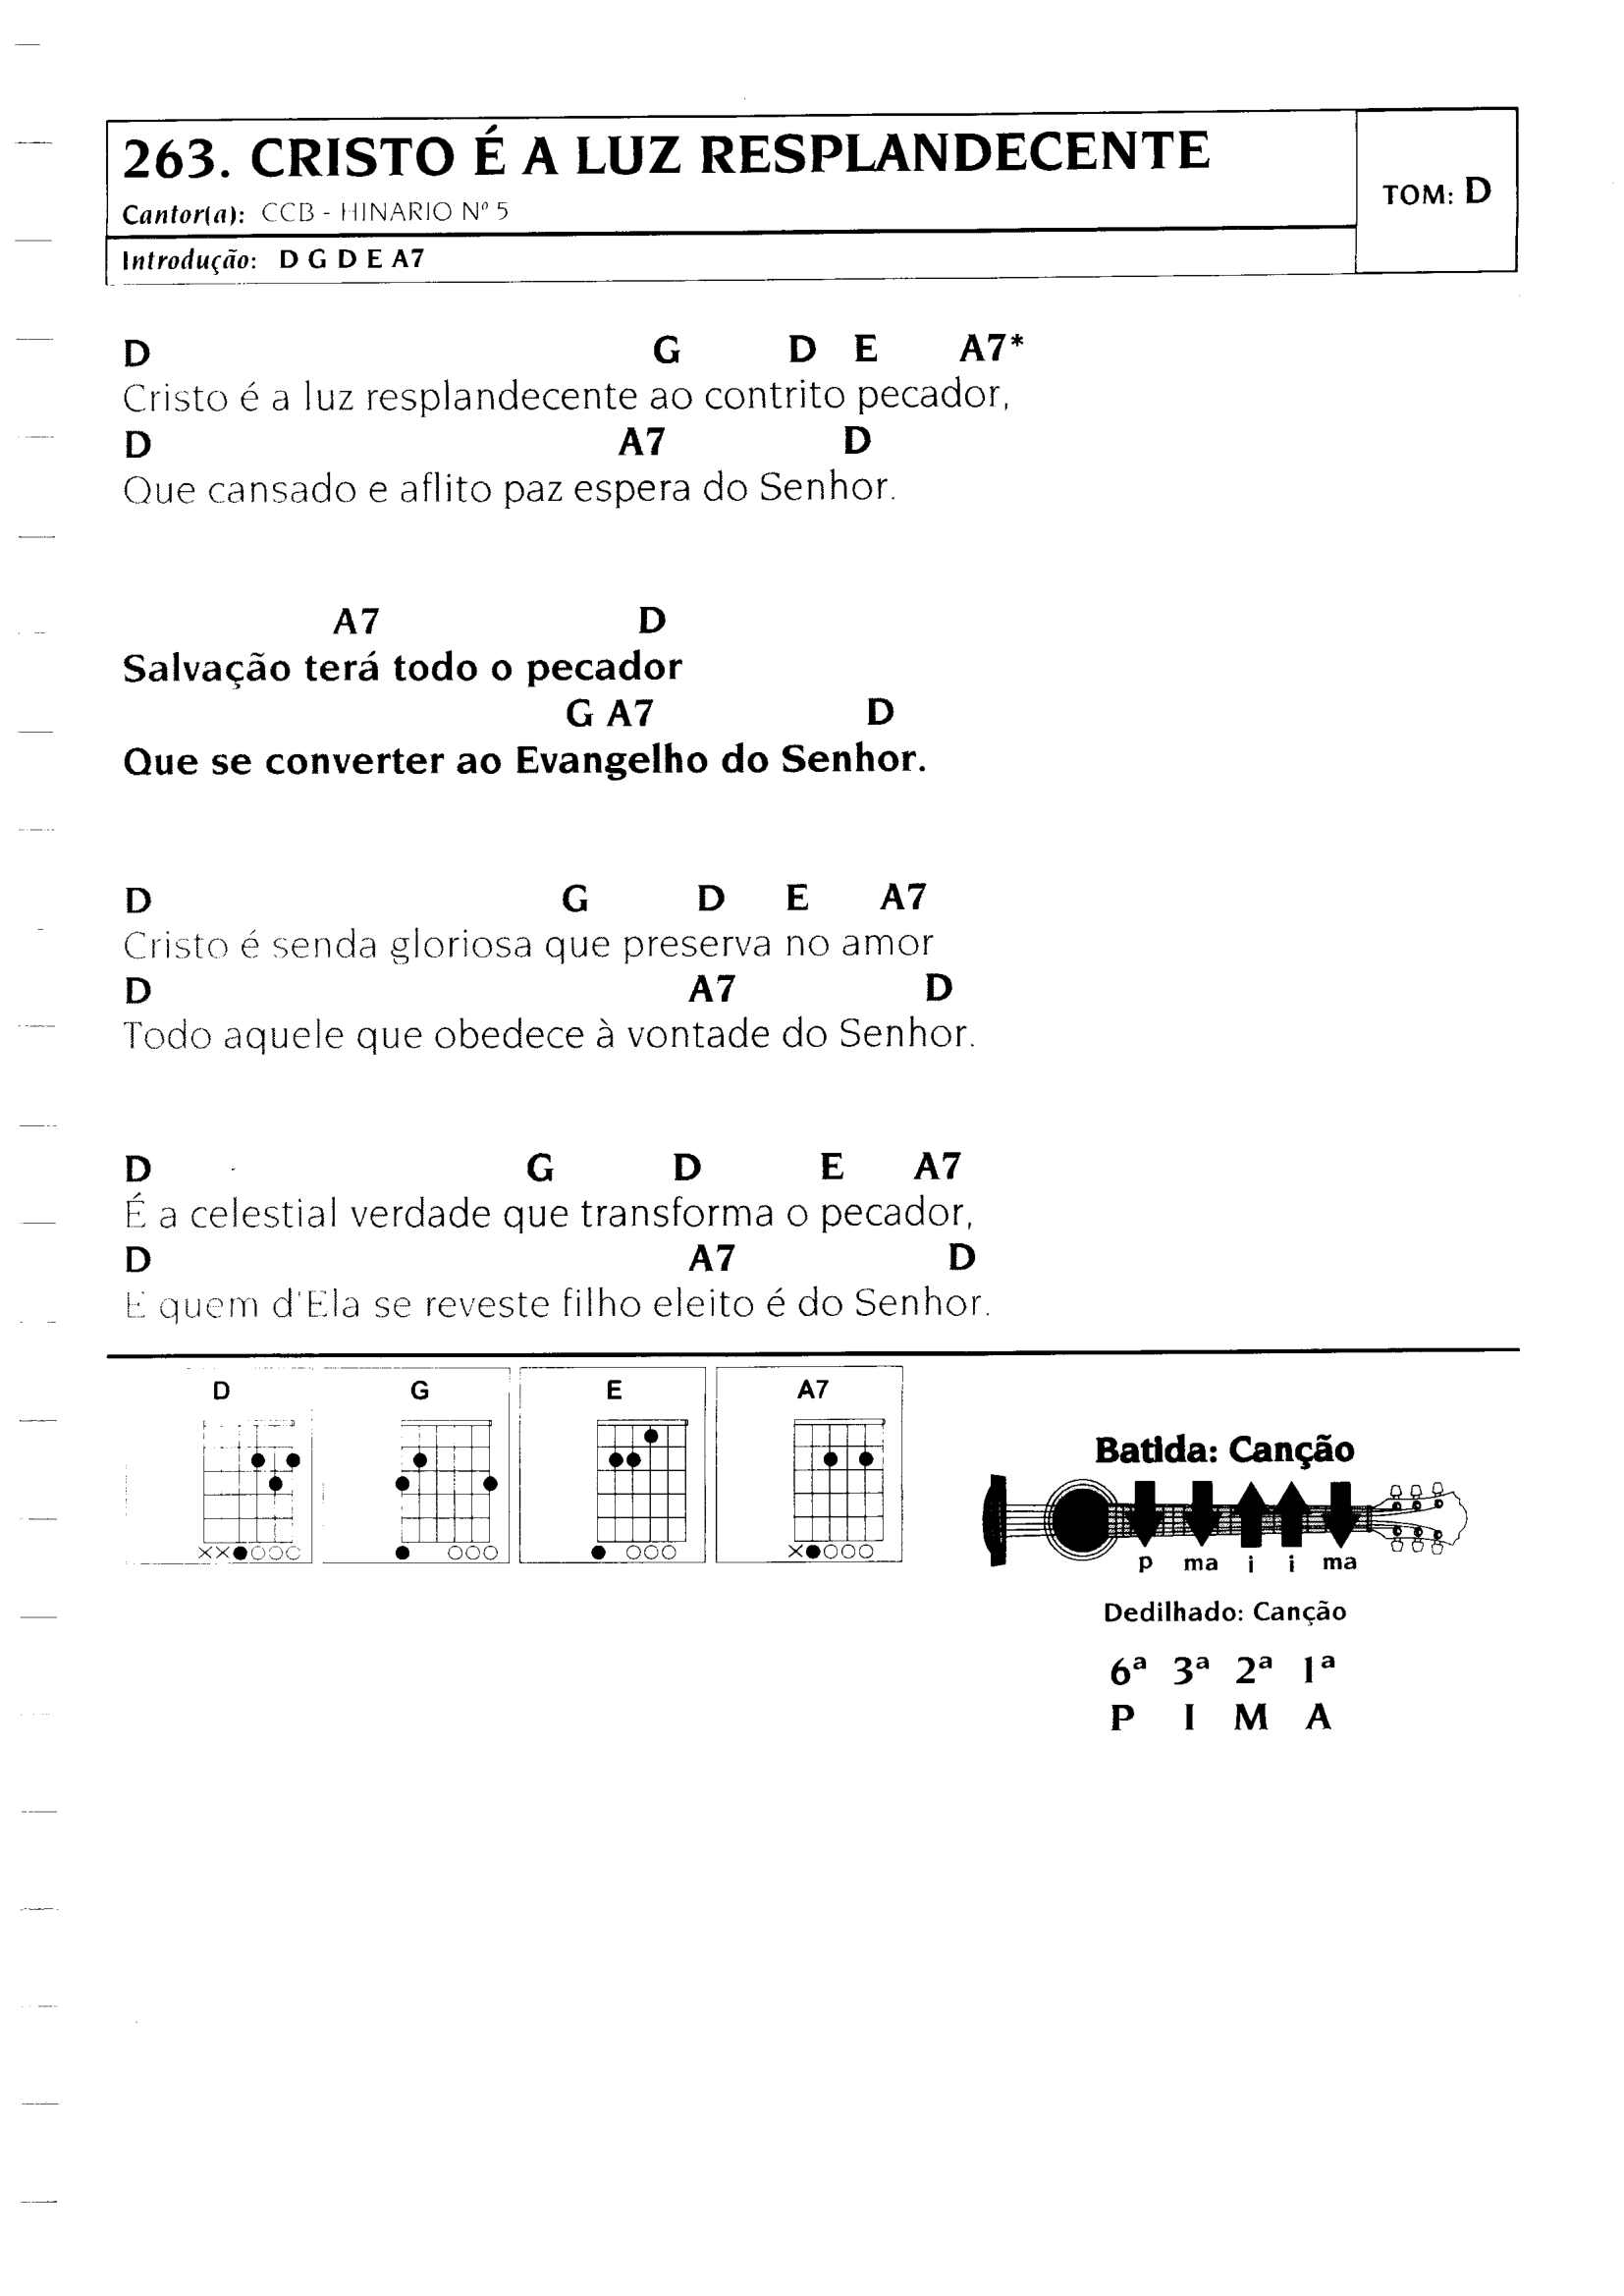 263. CRISTO É A LUZ RESPLANDECENTE
Cantor(a): CCB - HINARIO Nº 5
TOM: D
Introdução: D G D E A7
D G D E A7*
Cristo é a luz resplandecente ao contrito pecador,
D A7 D
Que cansado e aflito paz espera do Senhor.
A7 D
Salvação terá todo o pecador
G A7 D
Que se converter ao Evangelho do Senhor.
D G D E A7
Cristo é senda gloriosa que preserva no amor
D A7 D
Todo aquele que obedece à vontade do Senhor.
D G D E A7
É a celestial verdade que transforma o pecador,
D A7 D
E quem d'Ela se reveste filho eleito é do Senhor.
D G E A7
Batida: Canção
p ma i i ma
Dedilhado: Canção
6ª 3ª 2ª 1ª
P I M A